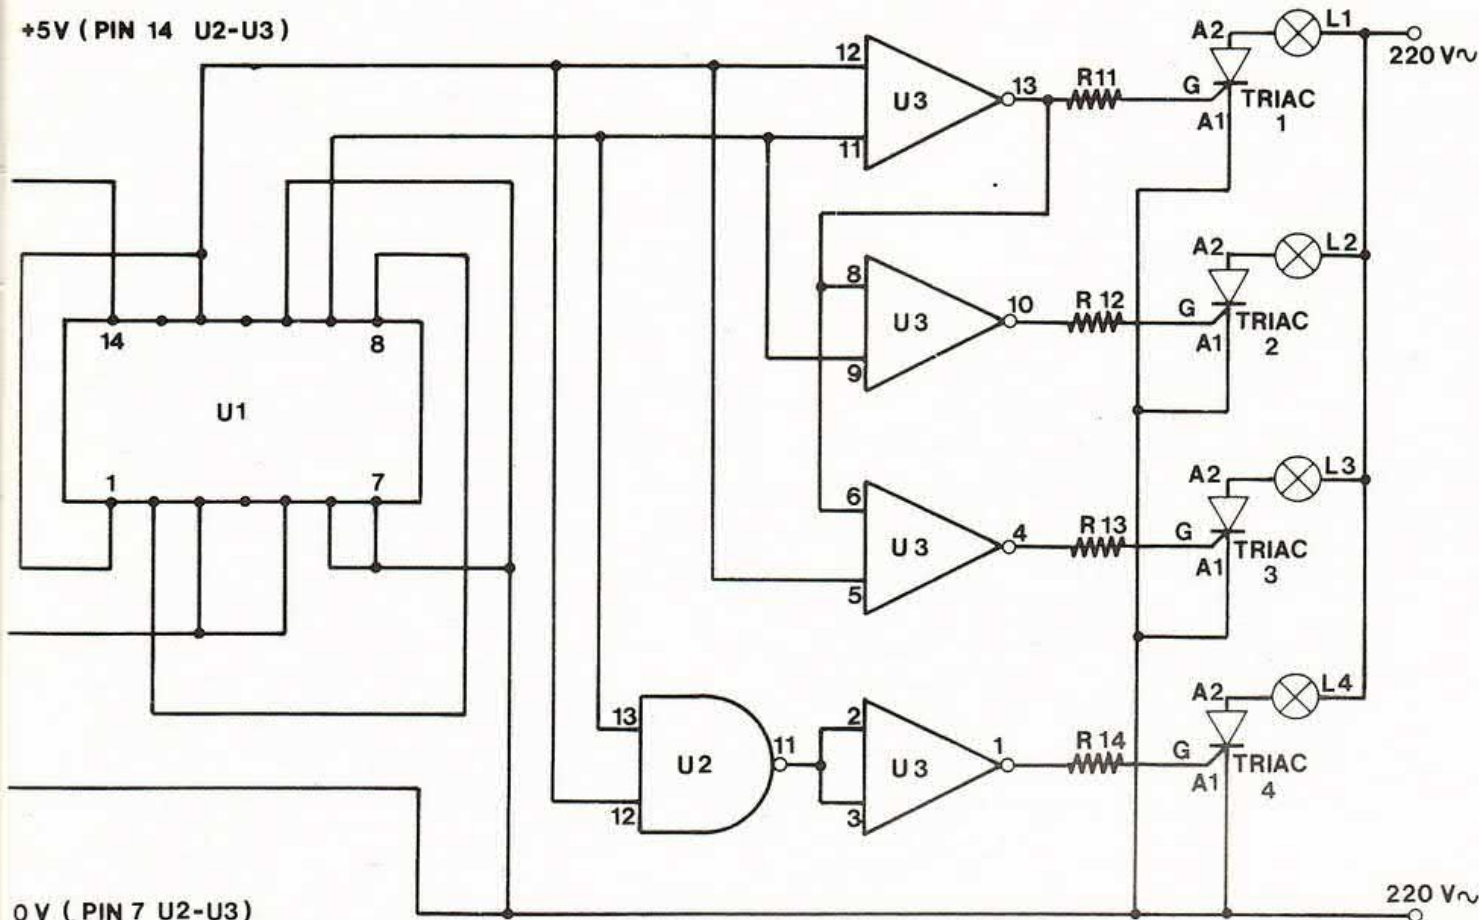 +5V ( PIN 14 U2-U3 )
A2
L1
220 V~
12
U3
13
R11
G
TRIAC
1
A1
11
A2
L2
8
U3
10
R 12
G
TRIAC
2
A1
9
14
8
U1
1
7
A2
L3
6
U3
4
R 13
G
TRIAC
3
A1
5
A2
L4
13
U2
11
12
2
U3
1
R 14
G
TRIAC
4
A1
3
220 V~
0 V ( PIN 7 U2-U3)